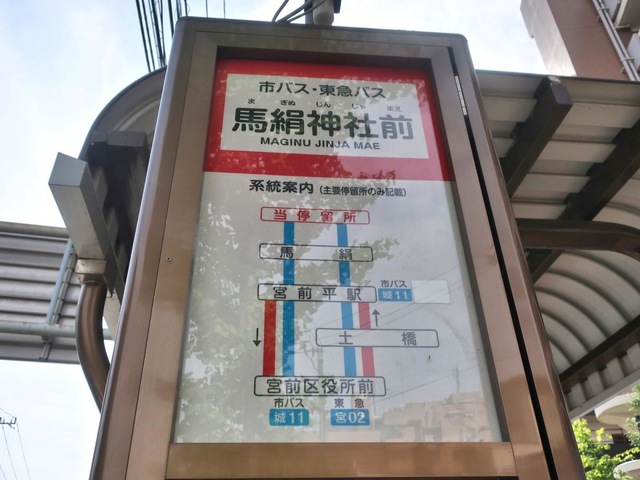 市バス・東急バス
まぎぬじんじゃまえ
馬絹神社前
MAGINU JINJA MAE
系統案内（主要停留所のみ記載）
当停留所
馬絹
宮前平駅
市バス
城11
↑
↓
土橋
宮前区役所前
市バス 東急
城11 宮02